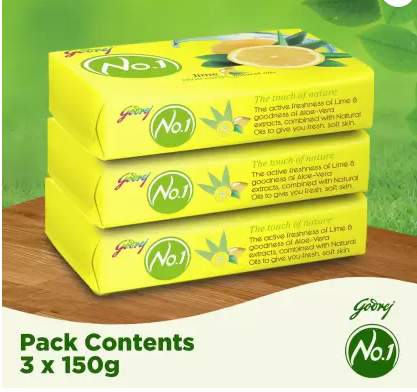 Godrej
No.1
lime
natural oils
Godrej
No.1
The touch of nature
The active freshness of Lime &
goodness of Aloe-Vera
extracts, combined with Natural
Oils to give you fresh, soft skin.
Godrej
No.1
The touch of nature
The active freshness of Lime &
goodness of Aloe-Vera
extracts, combined with Natural
Oils to give you fresh, soft skin.
Godrej
No.1
The touch of nature
The active freshness of Lime &
goodness of Aloe-Vera
extracts, combined with Natural
Oils to give you fresh, soft skin.
Pack Contents
3 x 150g
Godrej
No.1